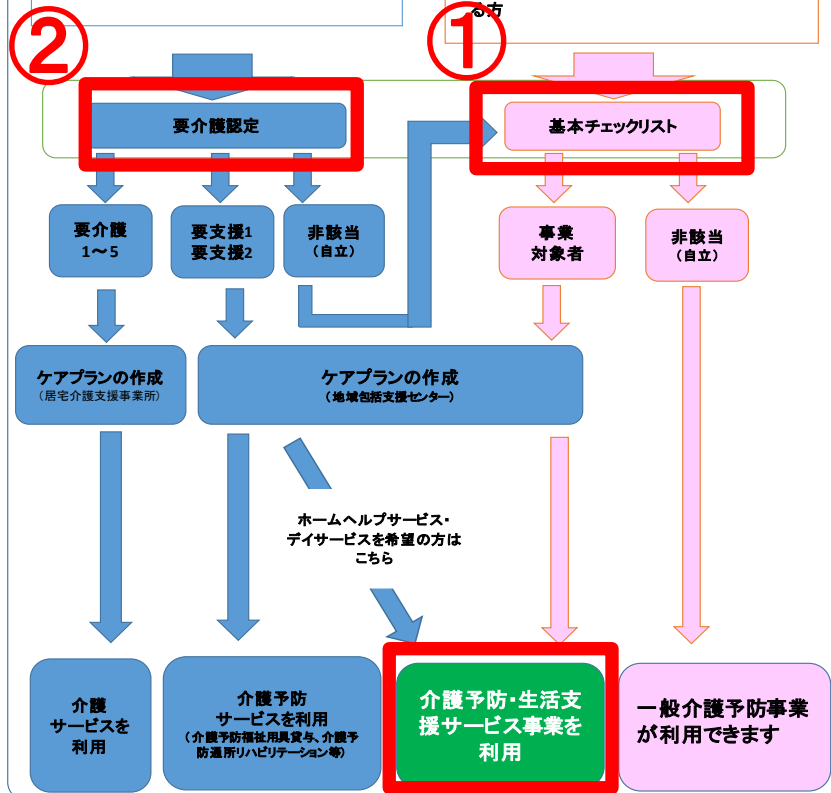 る方
②
①
要介護認定
基本チェックリスト
要介護
1〜5
要支援1
要支援2
非該当
(自立)
事業
対象者
非該当
(自立)
ケアプランの作成
(居宅介護支援事業所)
ケアプランの作成
(地域包括支援センター)
ホームヘルプサービス・
デイサービスを希望の方は
こちら
介護
サービスを
利用
介護予防
サービスを利用
(介護予防福祉用具貸与、介護予
防通所リハビリテーション等)
介護予防・生活支
援サービス事業を
利用
一般介護予防事業
が利用できます